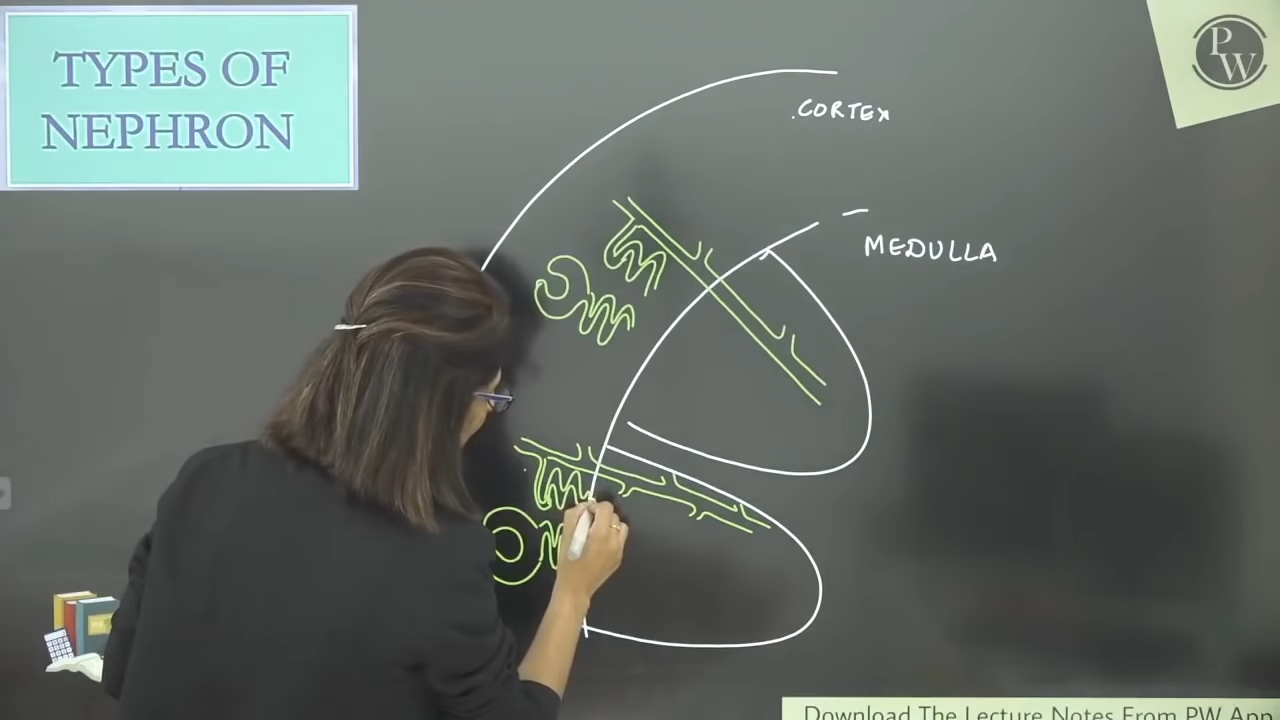 TYPES OF
NEPHRON
PW
CORTEX
MEDULLA
Download The Lecture Notes From PW App